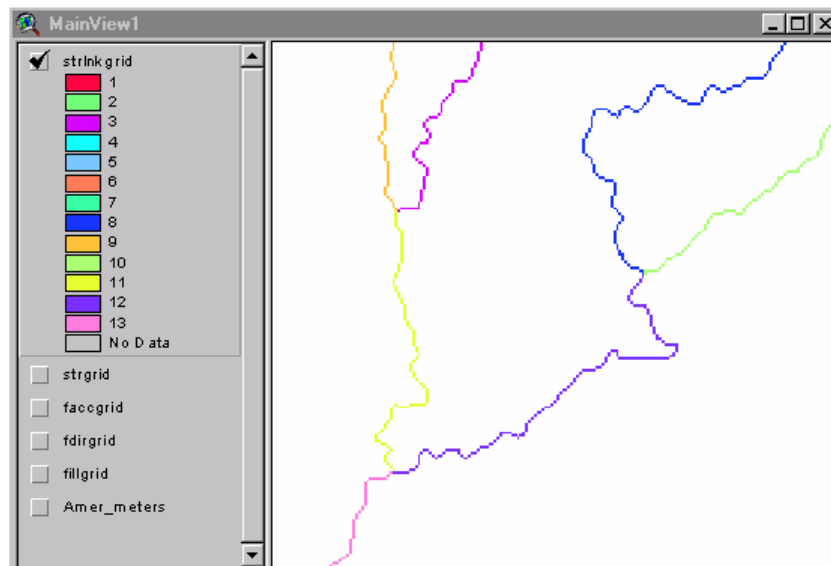 MainView1
strlnkgrid
1
2
3
4
5
6
7
8
9
10
11
12
13
No Data
strgrid
faccgrid
fdirgrid
fillgrid
Amer_meters